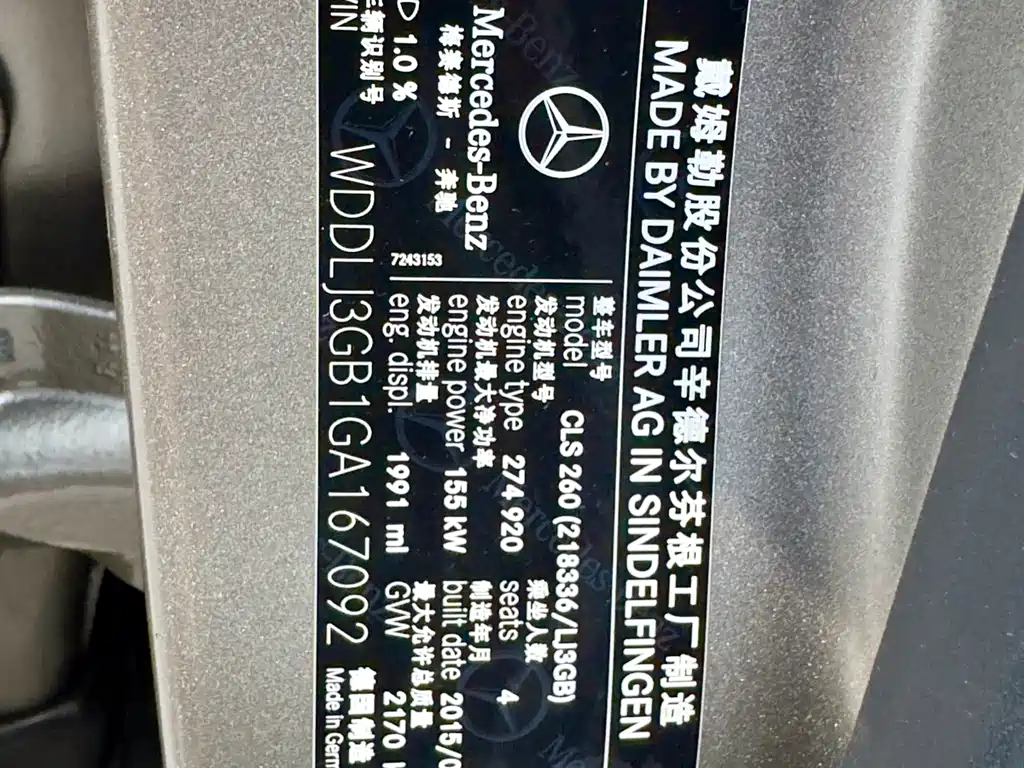 戴姆勒股份公司辛德尔芬根工厂制造
MADE BY DAIMLER AG IN SINDELFINGEN
Mercedes-Benz
梅赛德斯 - 奔驰
7243153
整车型号
model CLS 260 (218336/LJ3GB)
发动机型号 乘坐人数
engine type 274 920 seats 4
发动机最大净功率 制造年月
engine power 155 kW built date 2015/0
发动机排量 最大允许总质量
eng. displ. 1991 ml GW 2170
D 1.0 %
车辆识别号 德国制造
VIN WDDLJ3GB1GA167092 Made in Germ